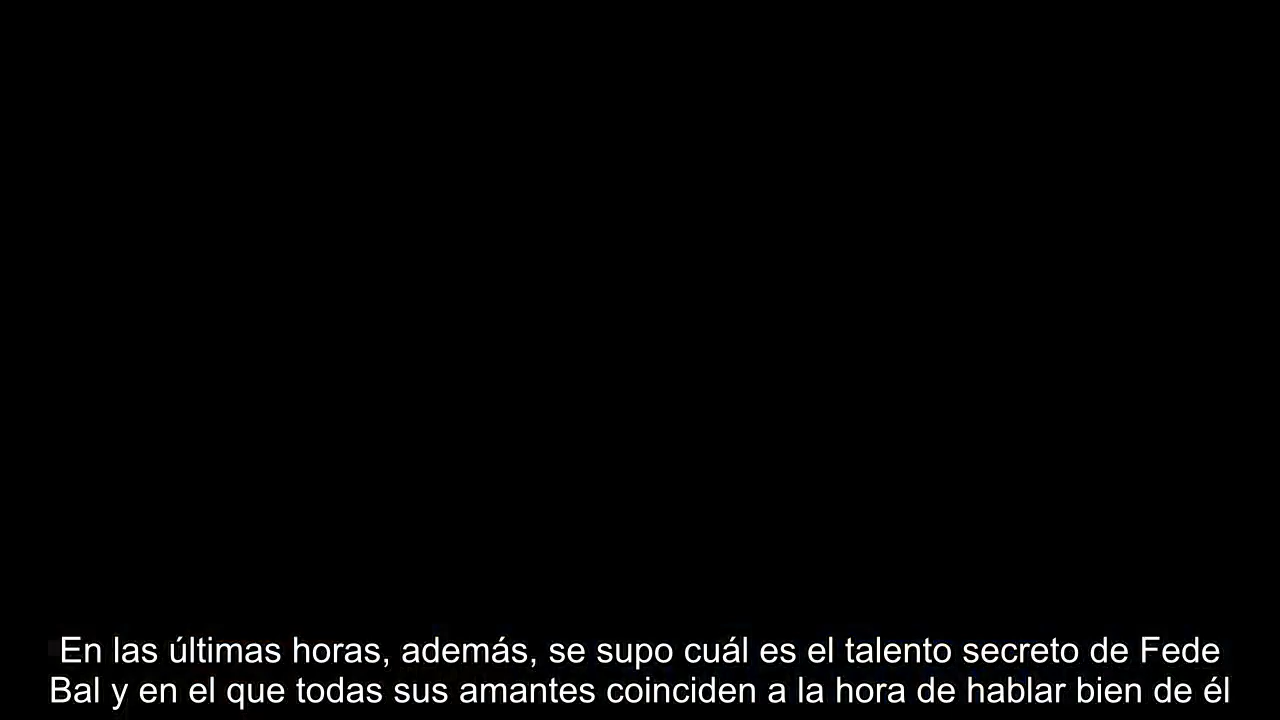 En las últimas horas, además, se supo cuál es el talento secreto de Fede
Bal y en el que todas sus amantes coinciden a la hora de hablar bien de él